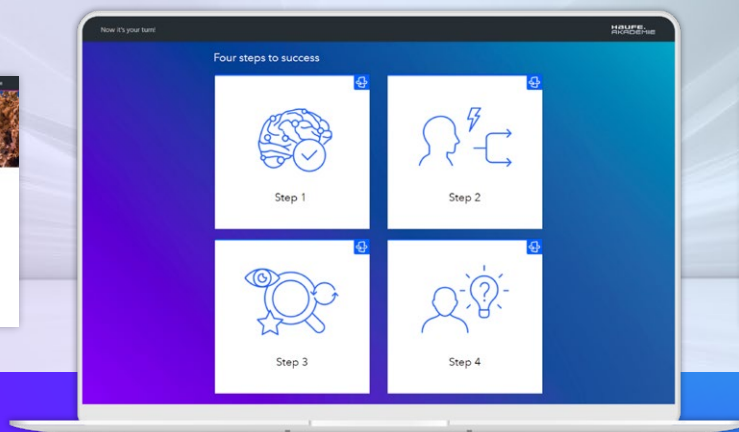 Now it's your turn!
HAUFE.
AKADEMIE
Four steps to success
Step 1
Step 2
?
Step 3
Step 4